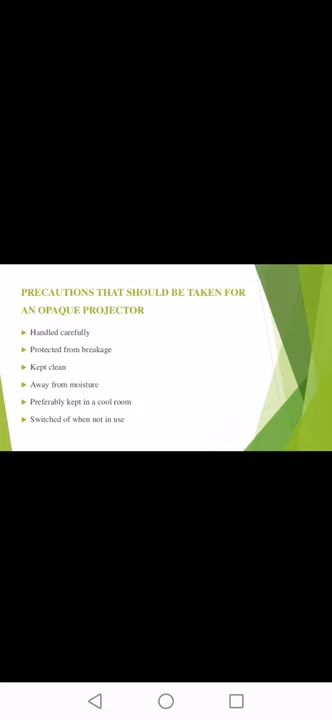 PRECAUTIONS THAT SHOULD BE TAKEN FOR
AN OPAQUE PROJECTOR
Handled carefully
Protected from breakage
Kept clean
Away from moisture
Preferably kept in a cool room
Switched of when not in use